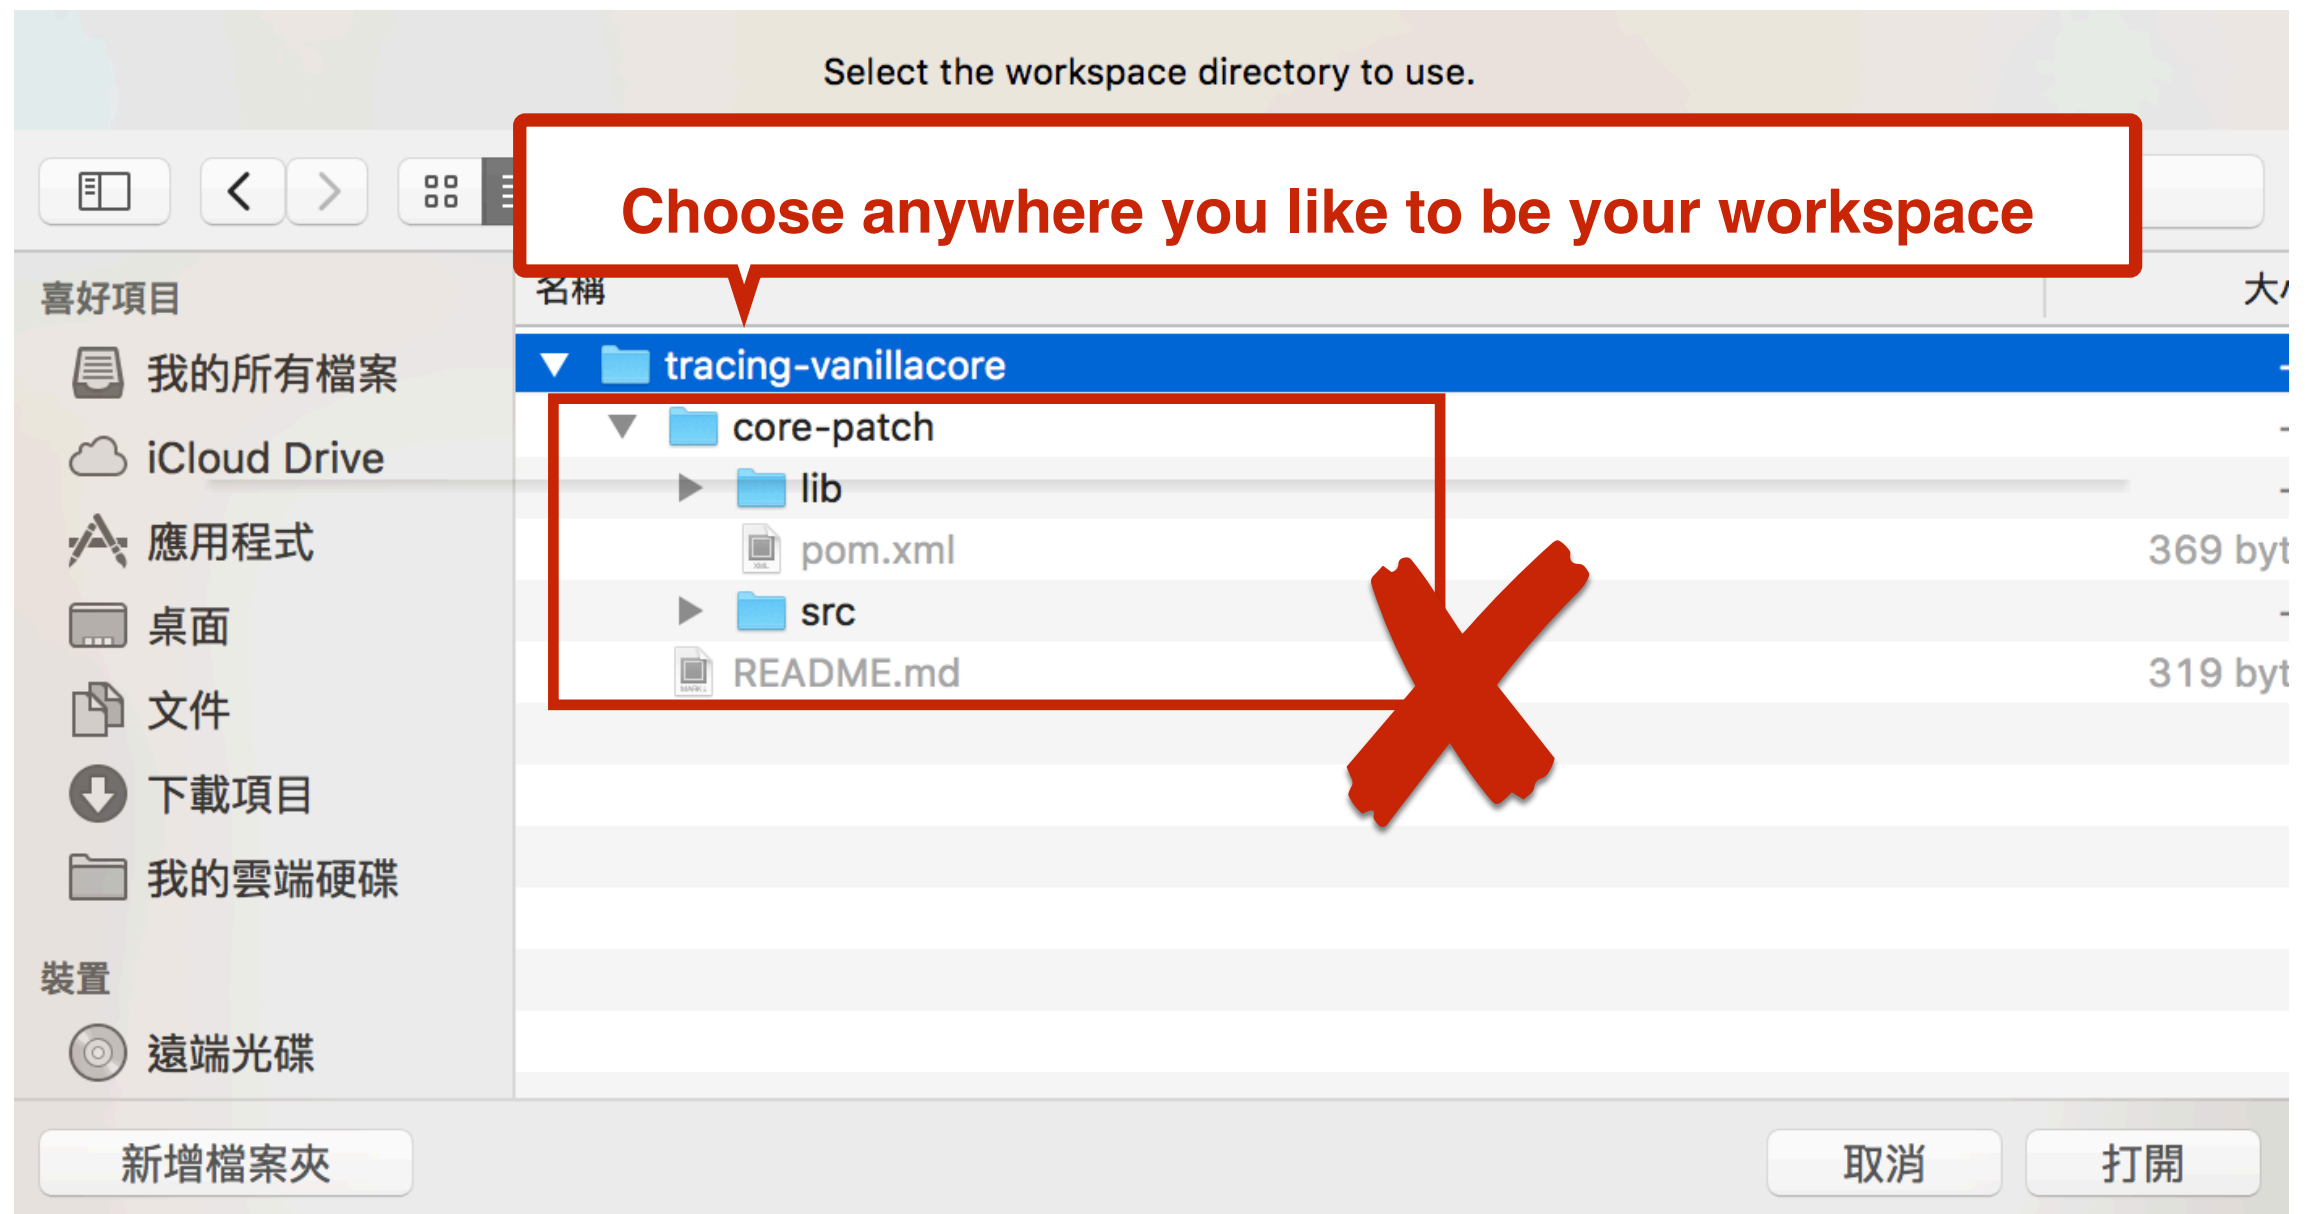 Select the workspace directory to use.
Choose anywhere you like to be your workspace
喜好項目
我的所有檔案
iCloud Drive
應用程式
桌面
文件
下載項目
我的雲端硬碟
裝置
遠端光碟
名稱
tracing-vanillacore
core-patch
lib
pom.xml 369 byt
src
README.md 319 byt
新增檔案夾 取消 打開